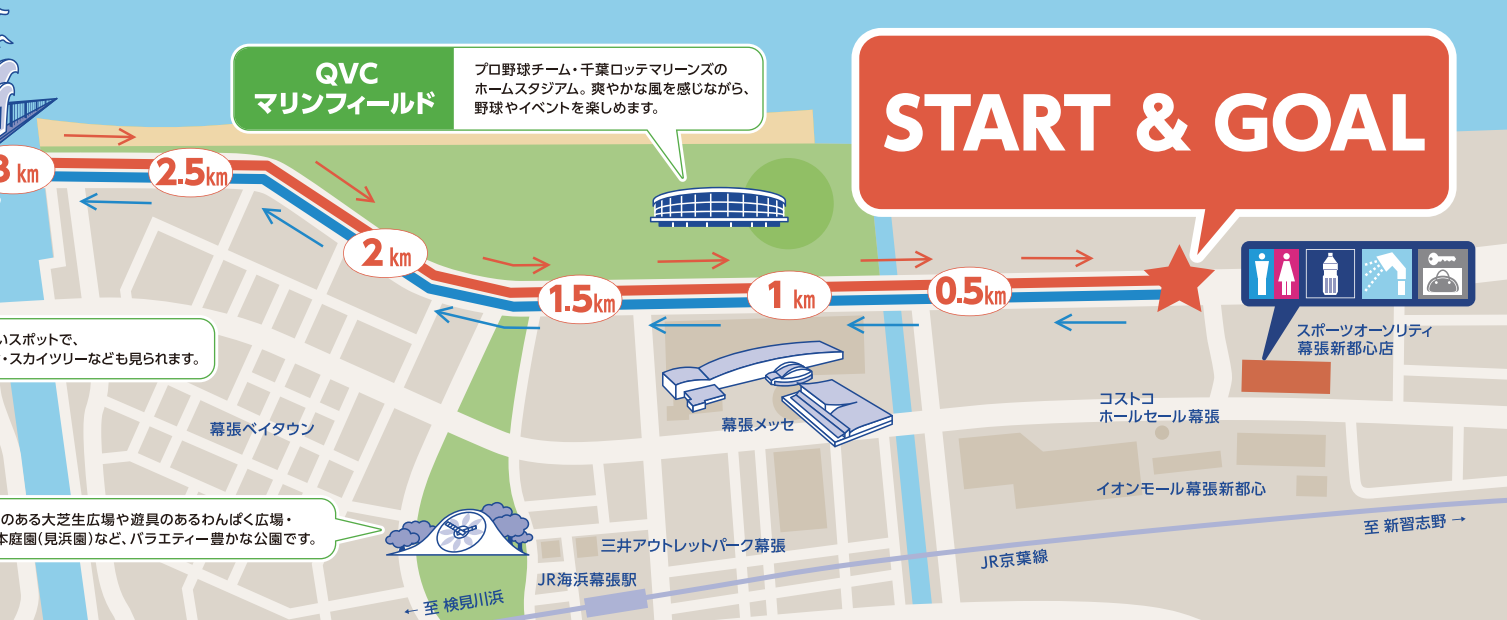 START & GOAL
QVC
マリンフィールド
プロ野球チーム・千葉ロッテマリーンズの
ホームスタジアム。爽やかな風を感じながら、
野球やイベントを楽しめます。
3 km
2.5km
2 km
1.5km
1 km
0.5km
スポーツオーソリティ
幕張新都心店
いスポットで、
・スカイツリーなども見られます。
コストコ
ホールセール幕張
幕張ベイタウン
幕張メッセ
イオンモール幕張新都心
のある大芝生広場や遊具のあるわんぱく広場・
本庭園(見浜園)など、バラエティー豊かな公園です。
至 新習志野 →
三井アウトレットパーク幕張
JR京葉線
JR海浜幕張駅
← 至 検見川浜